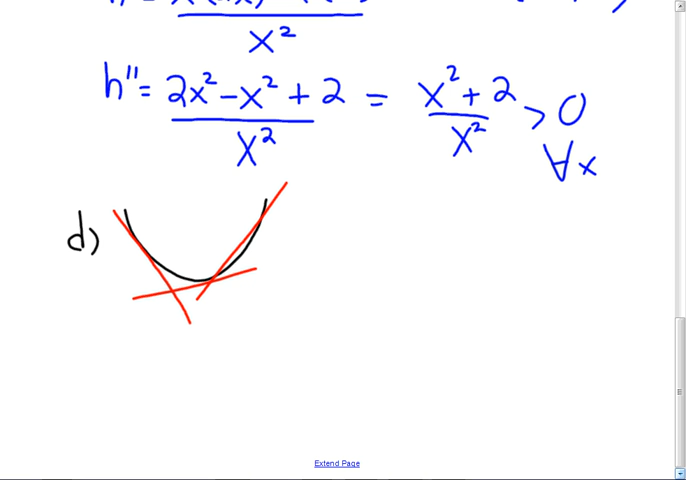 x²
h'' = 2x² - x² + 2 / x² = x² + 2 / x² > 0
∀x
d)
Extend Page